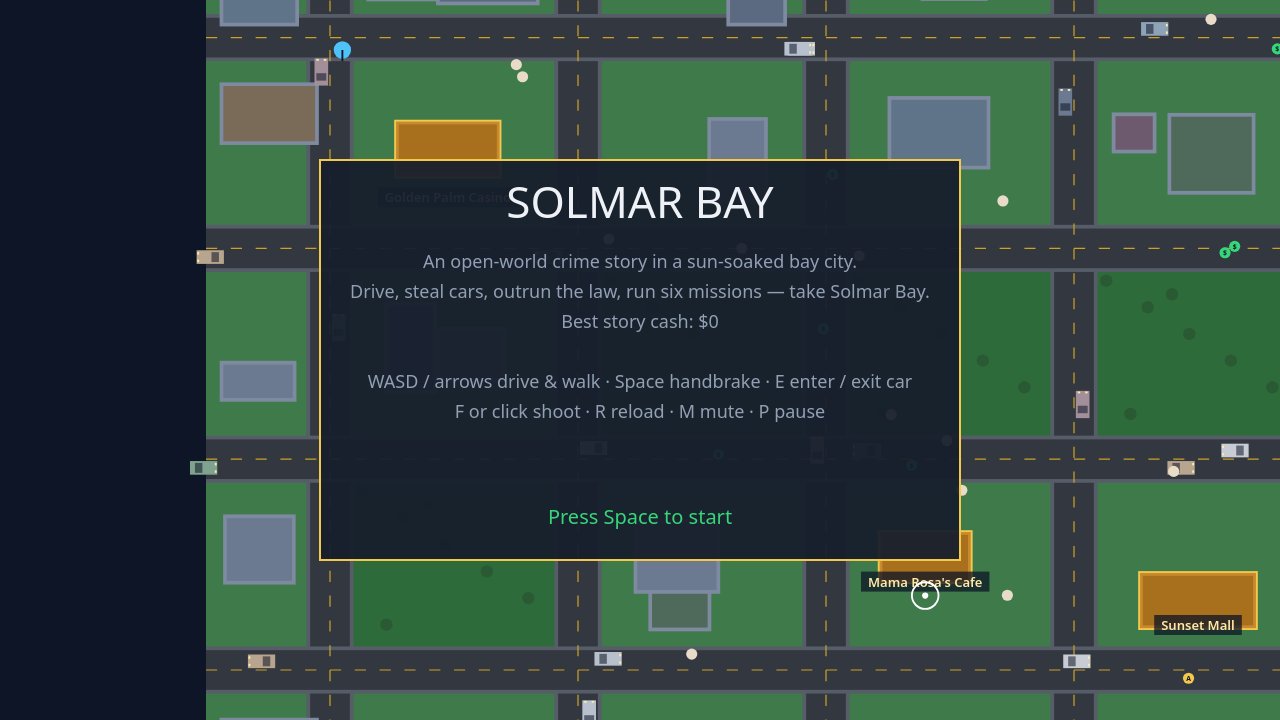 Golden Palm Casino
SOLMAR BAY
An open-world crime story in a sun-soaked bay city.
Drive, steal cars, outrun the law, run six missions — take Solmar Bay.
Best story cash: $0
WASD / arrows drive & walk · Space handbrake · E enter / exit car
F or click shoot · R reload · M mute · P pause
Press Space to start
Mama Rosa's Cafe
Sunset Mall
$
$
$
A